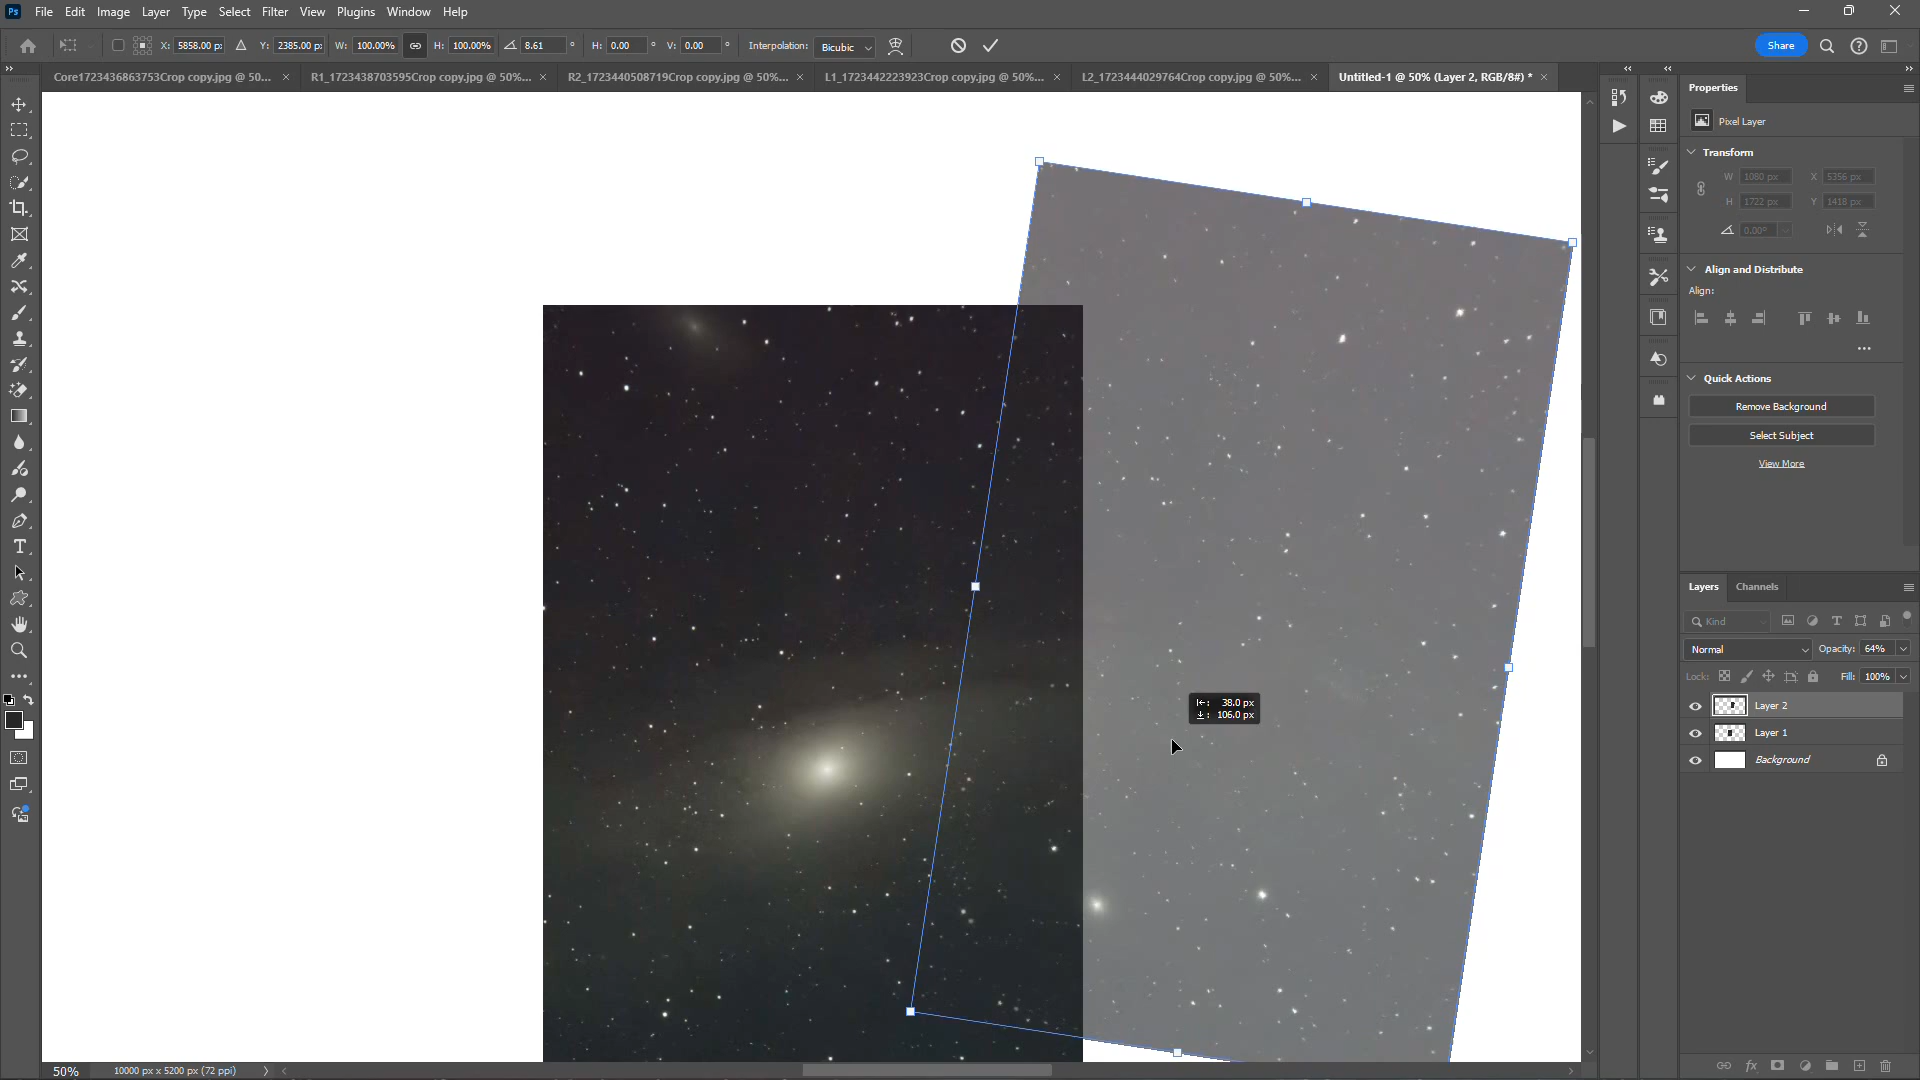 Ps File Edit Image Layer Type Select Filter View Plugins Window Help
X: 5858.00 px Y: 2385.00 px W: 100.00% H: 100.00% 8.61 ° H: 0.00 ° V: 0.00 ° Interpolation: Bicubic Share
Core1723436863753Crop copy.jpg @ 50... × R1_1723438703595Crop copy.jpg @ 50%... × R2_1723440508719Crop copy.jpg @ 50%... × L1_1723442223923Crop copy.jpg @ 50%... × L2_1723444029764Crop copy.jpg @ 50%... × Untitled-1 @ 50% (Layer 2, RGB/8#) * ×
Properties
Pixel Layer
Transform
W 1080 px X 5356 px
H 1722 px Y 1418 px
0.00°
Align and Distribute
Align:
Quick Actions
Remove Background
Select Subject
View More
Layers Channels
Kind
Normal Opacity: 64%
Lock: Fill: 100%
38.0 px
106.0 px
Layer 2
Layer 1
Background
50% 10000 px x 5200 px (72 ppi)